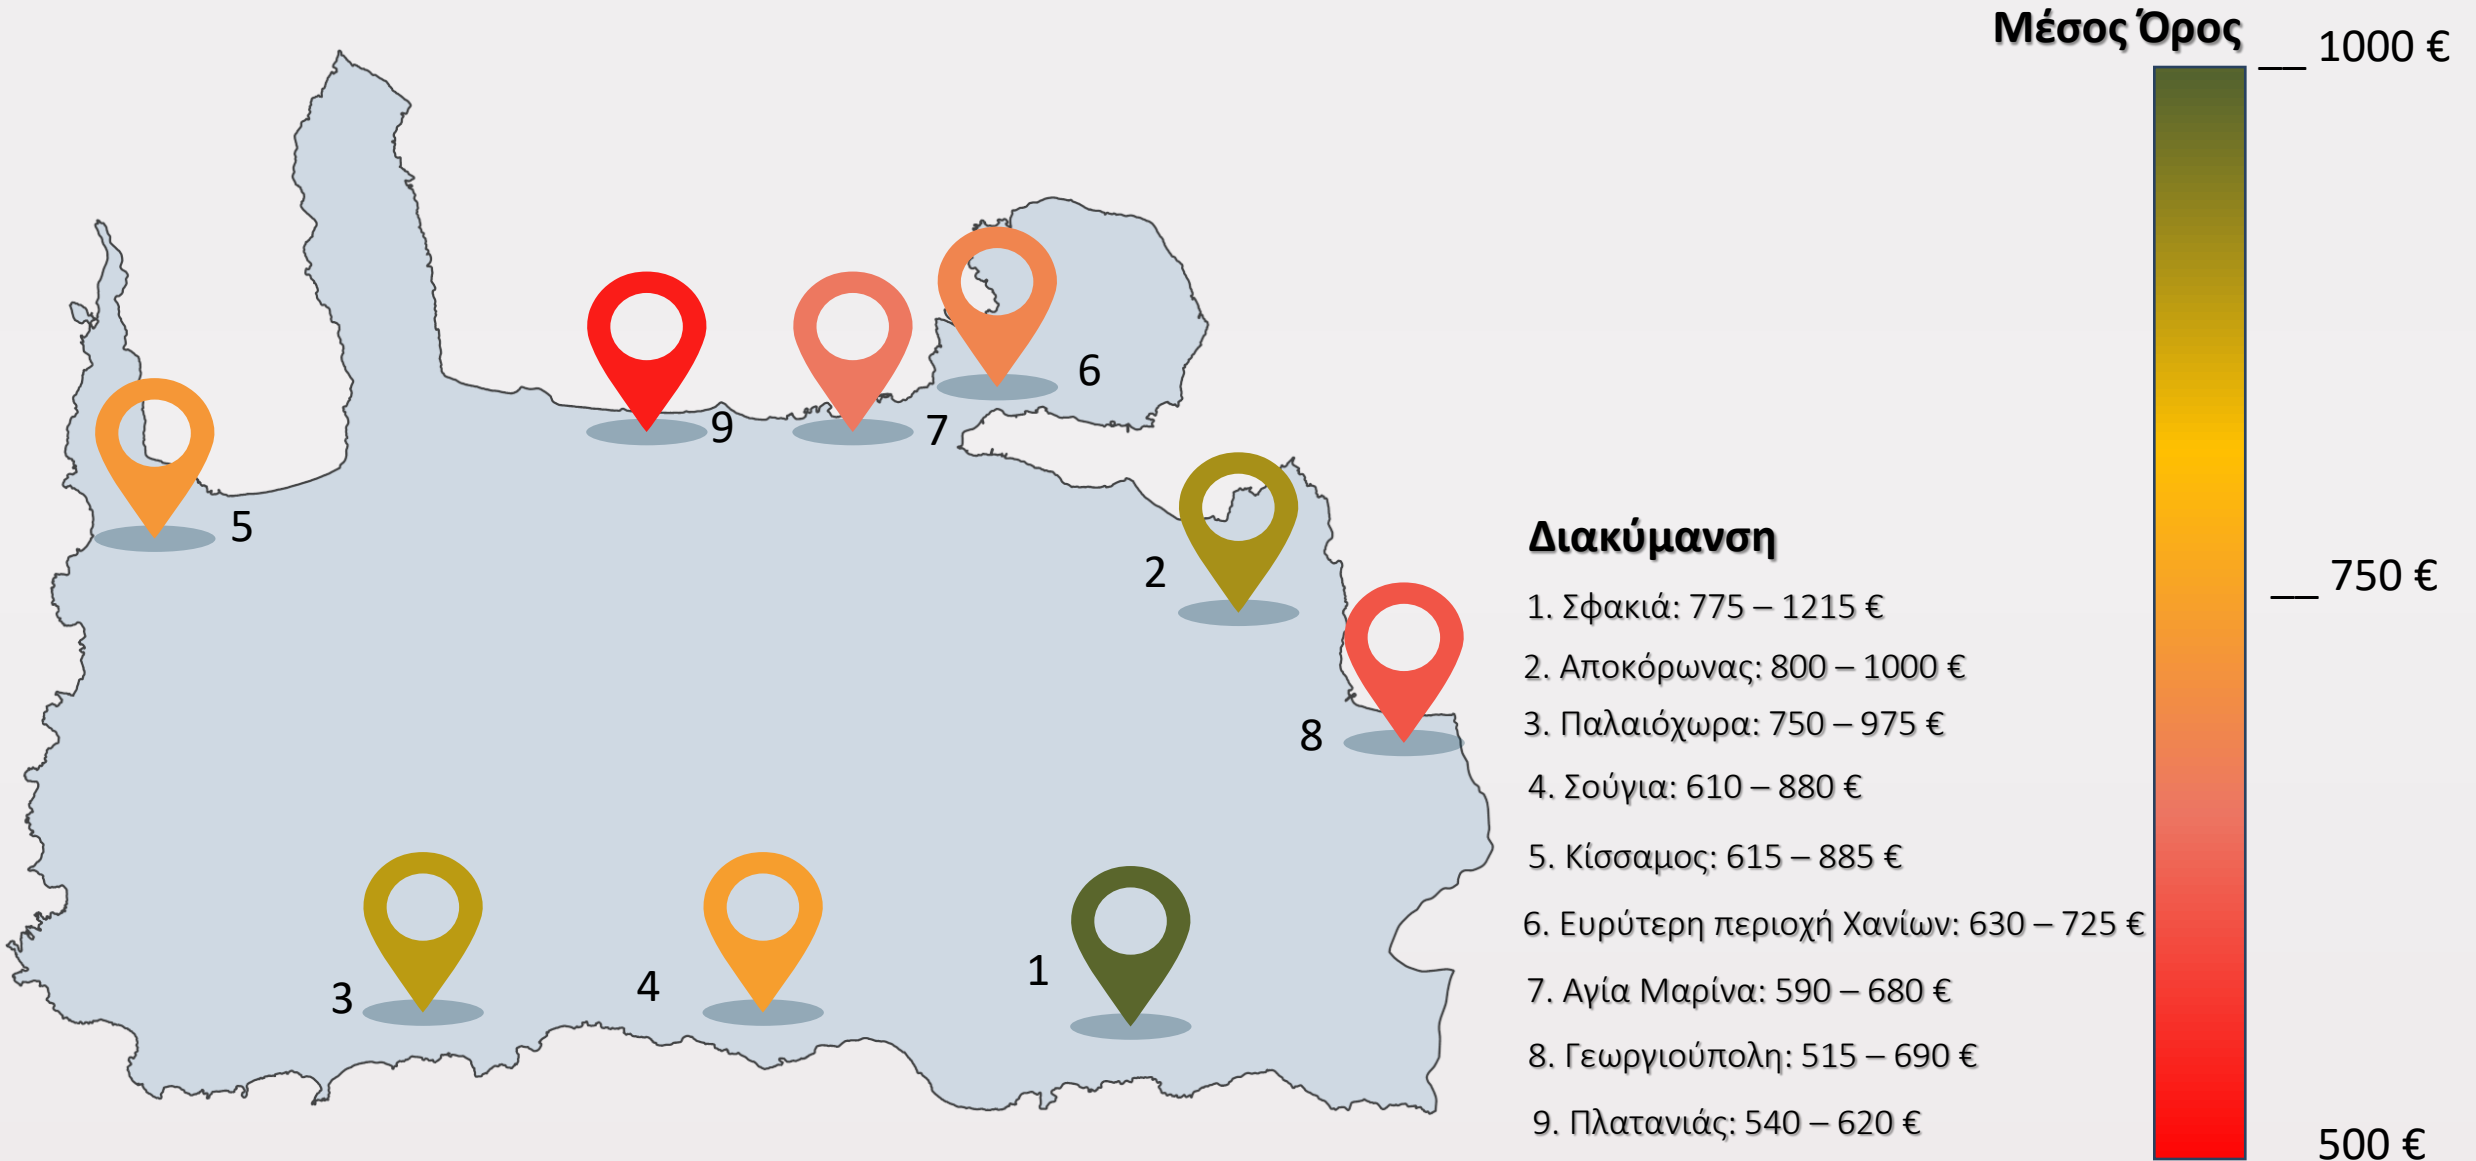 Μέσος Όρος
__ 1000 €
6
9
7
5
2
Διακύμανση
__ 750 €
1. Σφακιά: 775 – 1215 €
2. Αποκόρωνας: 800 – 1000 €
8
3. Παλαιόχωρα: 750 – 975 €
4. Σούγια: 610 – 880 €
5. Κίσσαμος: 615 – 885 €
6. Ευρύτερη περιοχή Χανίων: 630 – 725 €
3
4
1
7. Αγία Μαρίνα: 590 – 680 €
8. Γεωργιούπολη: 515 – 690 €
9. Πλατανιάς: 540 – 620 €
500 €